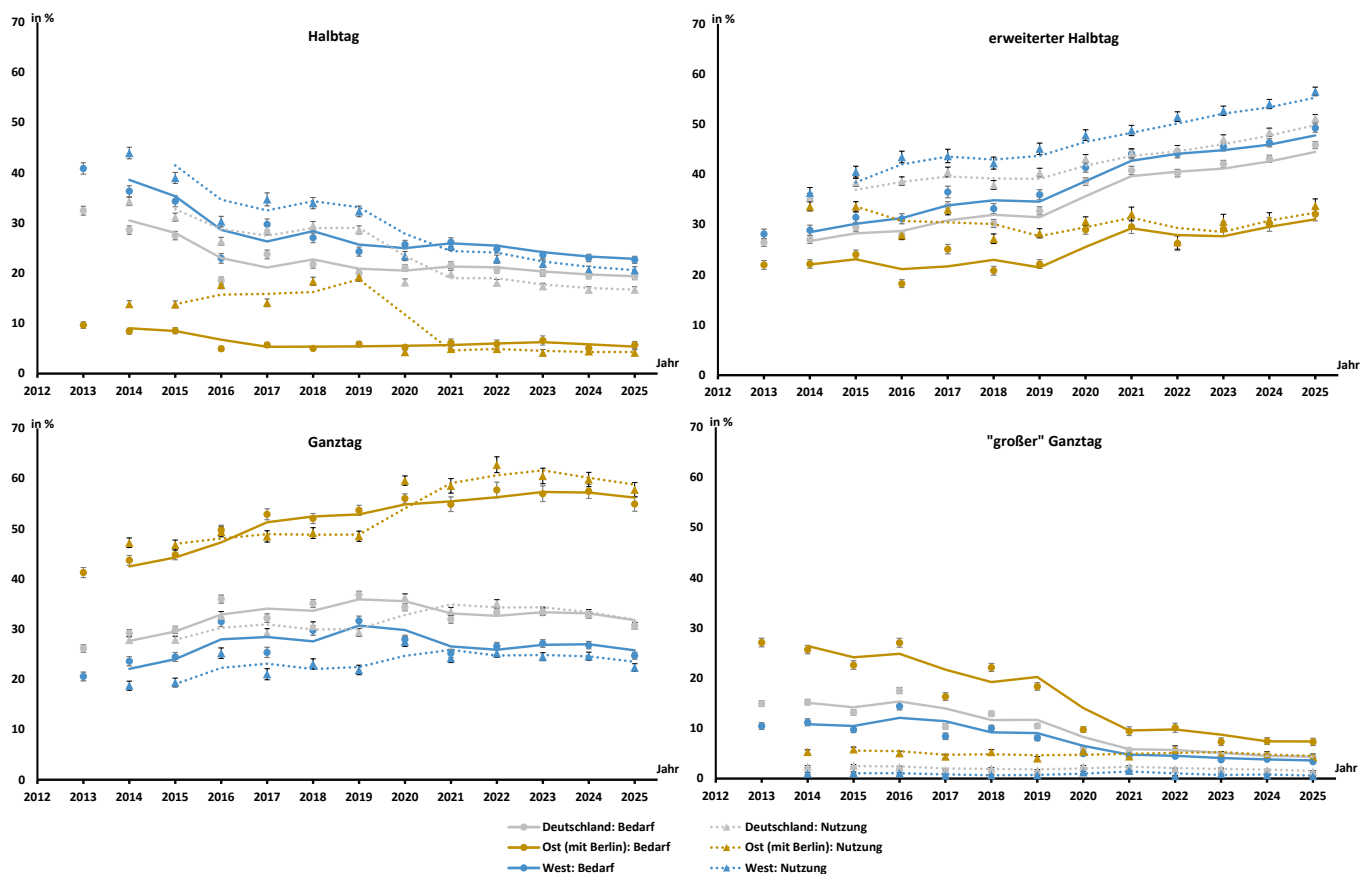 Halbtag
in %
70
60
50
40
30
20
10
0
Jahr
2012 2013 2014 2015 2016 2017 2018 2019 2020 2021 2022 2023 2024 2025
erweiterter Halbtag
in %
70
60
50
40
30
20
10
0
Jahr
2012 2013 2014 2015 2016 2017 2018 2019 2020 2021 2022 2023 2024 2025
Ganztag
in %
70
60
50
40
30
20
10
0
Jahr
2012 2013 2014 2015 2016 2017 2018 2019 2020 2021 2022 2023 2024 2025
"großer" Ganztag
in %
70
60
50
40
30
20
10
0
Jahr
2012 2013 2014 2015 2016 2017 2018 2019 2020 2021 2022 2023 2024 2025
Deutschland: Bedarf
Deutschland: Nutzung
Ost (mit Berlin): Bedarf
Ost (mit Berlin): Nutzung
West: Bedarf
West: Nutzung